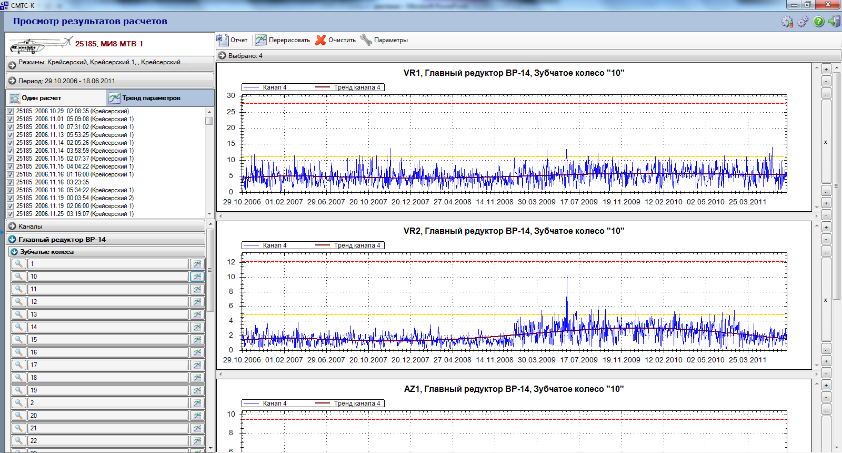 СМТС-К
Просмотр результатов расчетов
25185, МИ8 МТВ-1
Режимы: Крейсерский, Крейсерский 1, , Крейсерский
Период: 29.10.2006 - 18.06.2011
Один расчет
Тренд параметров
25185 2006.10.29 02:08:35 (Крейсерский)
25185 2006.11.01 05:09:08 (Крейсерский 1)
25185 2006.11.10 07:31:02 (Крейсерский 1)
25185 2006.11.13 05:53:25 (Крейсерский 1)
25185 2006.11.14 02:05:26 (Крейсерский 1)
25185 2006.11.14 03:58:59 (Крейсерский 1)
25185 2006.11.15 02:07:37 (Крейсерский 1)
25185 2006.11.15 04:04:22 (Крейсерский 1)
25185 2006.11.16 01:16:00 (Крейсерский 1)
25185 2006.11.16 03:23:35
25185 2006.11.16 05:34:22 (Крейсерский 1)
25185 2006.11.19 00:03:54 (Крейсерский 2)
25185 2006.11.19 02:06:00 (Крейсерский 1)
25185 2006.11.25 03:19:07 (Крейсерский 1)
Каналы
Главный редуктор ВР-14
Зубчатые колеса
1
10
11
12
13
14
15
16
17
18
19
2
20
21
22
Отчет
Перерисовать
Очистить
Параметры
Выбрано: 4
VR1, Главный редуктор ВР-14, Зубчатое колесо "10"
Канал 4
Тренд канала 4
30
25
20
15
10
5
0
29.10.2006 01.02.2007 29.06.2007 20.10.2007 12.12.2007 27.04.2008 14.11.2008 30.03.2009 17.07.2009 19.11.2009 12.02.2010 02.05.2010 25.03.2011
VR2, Главный редуктор ВР-14, Зубчатое колесо "10"
Канал 4
Тренд канала 4
12
10
8
6
4
2
0
29.10.2006 01.02.2007 29.06.2007 20.10.2007 12.12.2007 27.04.2008 14.11.2008 30.03.2009 17.07.2009 19.11.2009 12.02.2010 02.05.2010 25.03.2011
AZ1, Главный редуктор ВР-14, Зубчатое колесо "10"
Канал 4
Тренд канала 4
10
8
6